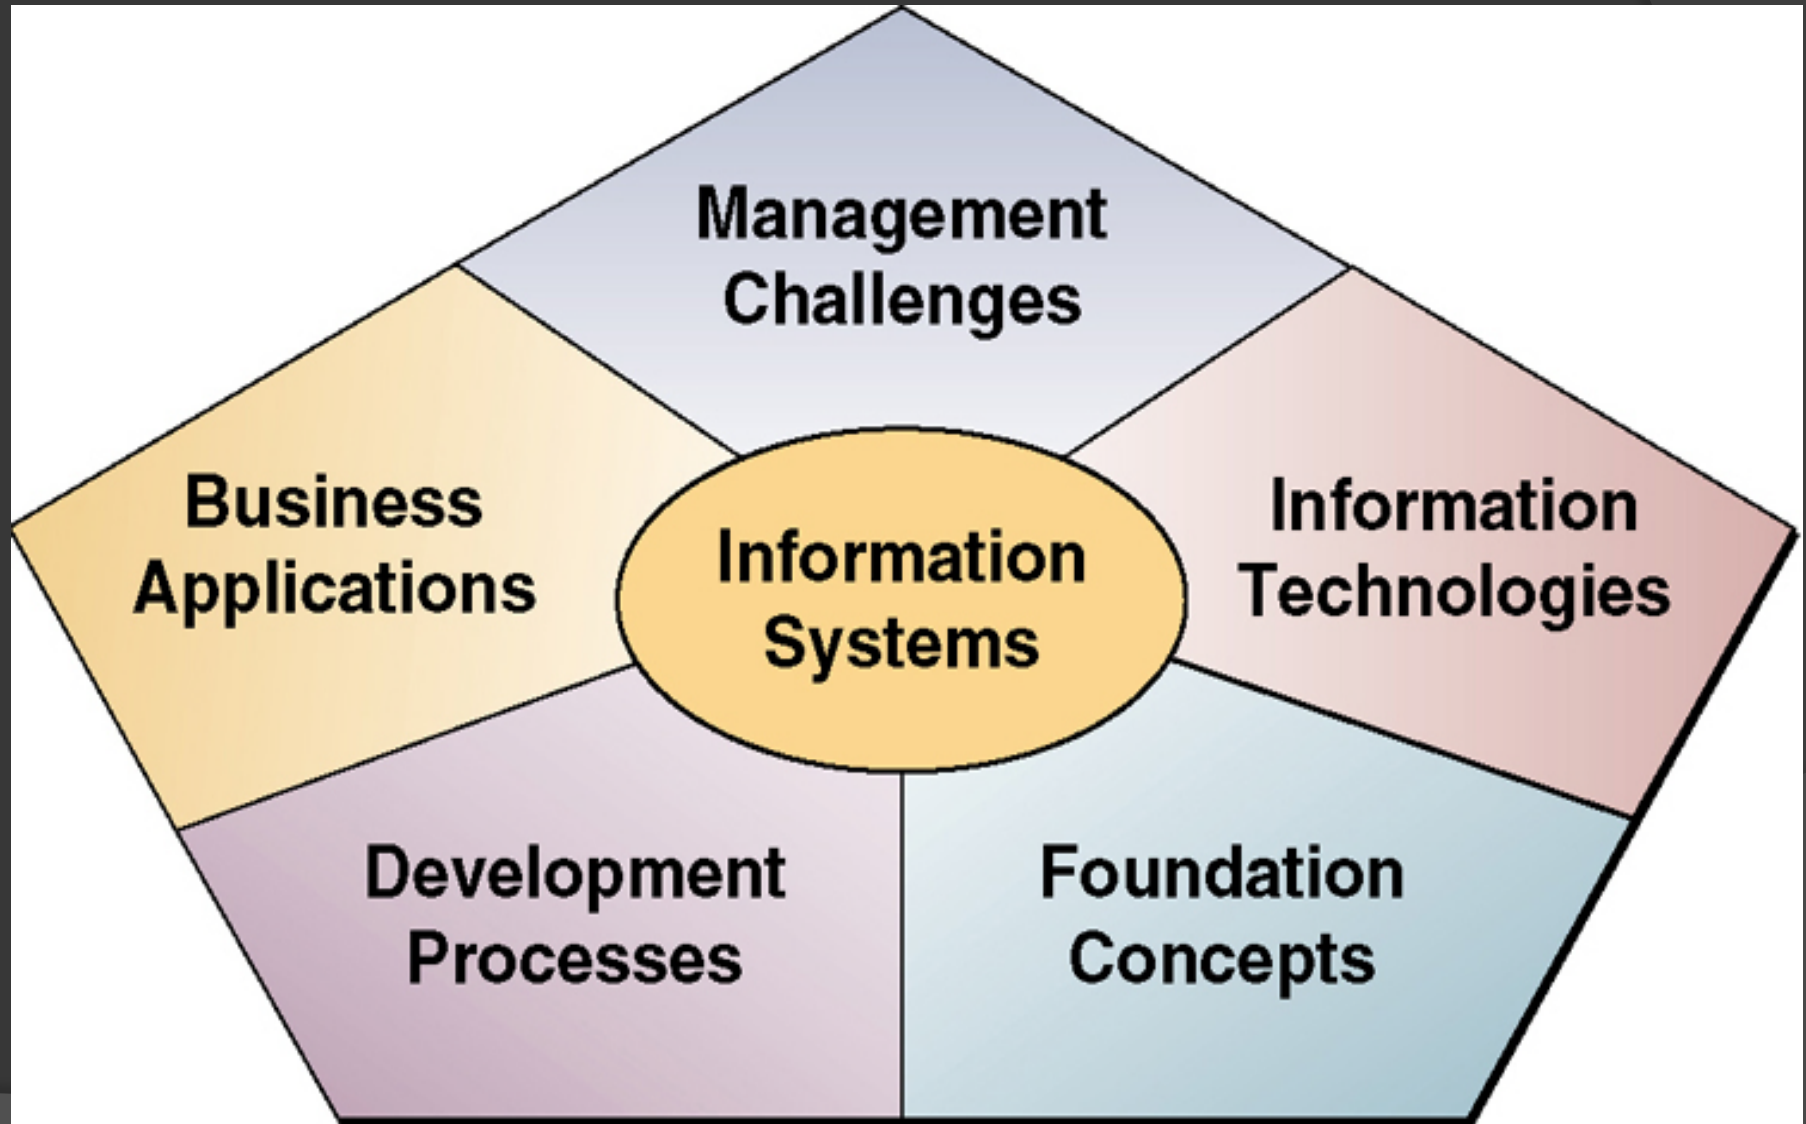 Management
Challenges
Business
Applications
Information
Systems
Information
Technologies
Development
Processes
Foundation
Concepts